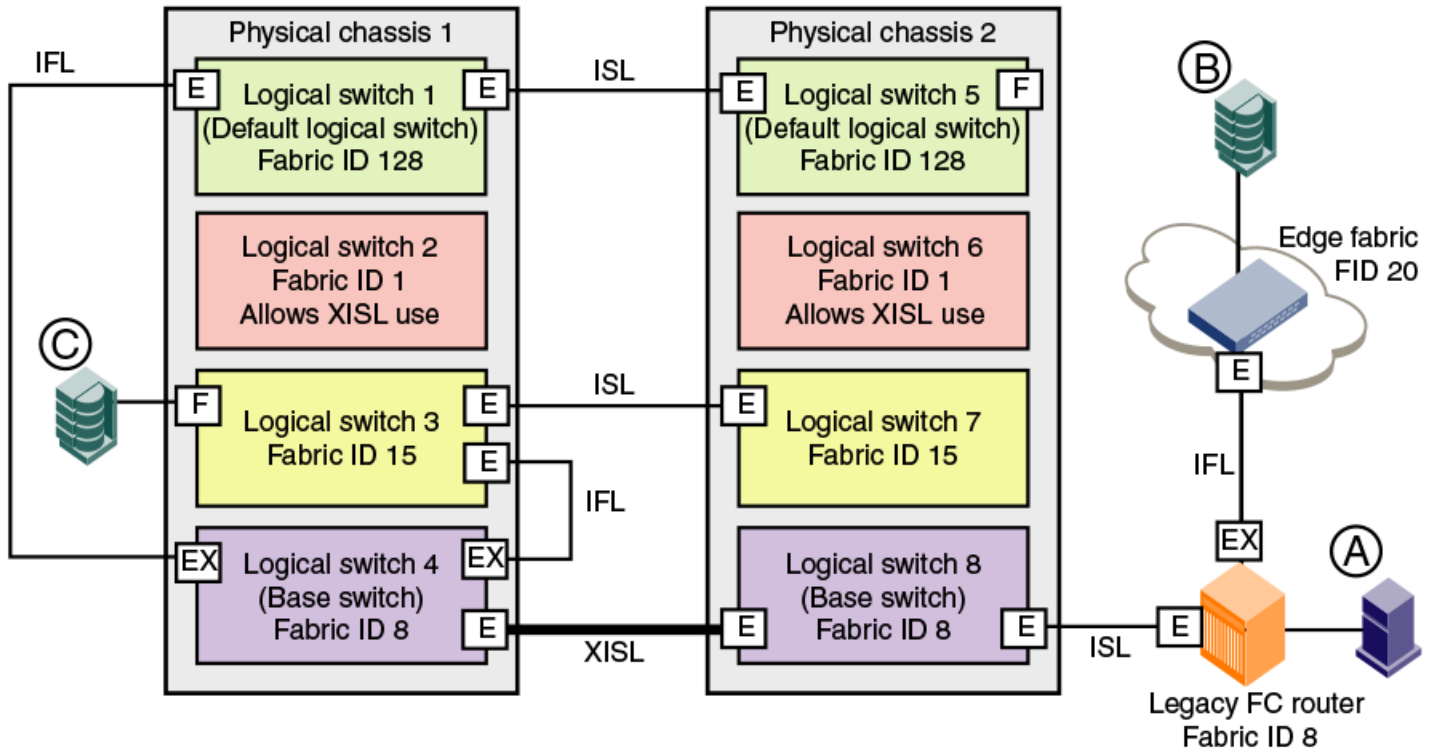 Physical chassis 1
Physical chassis 2
IFL
E
Logical switch 1
(Default logical switch)
Fabric ID 128
E
ISL
E
Logical switch 5
(Default logical switch)
Fabric ID 128
F
B
Logical switch 2
Fabric ID 1
Allows XISL use
Logical switch 6
Fabric ID 1
Allows XISL use
Edge fabric
FID 20
E
C
F
Logical switch 3
Fabric ID 15
E
E
ISL
E
Logical switch 7
Fabric ID 15
IFL
IFL
EX
Logical switch 4
(Base switch)
Fabric ID 8
EX
E
XISL
E
Logical switch 8
(Base switch)
Fabric ID 8
E
ISL
E
EX
A
Legacy FC router
Fabric ID 8